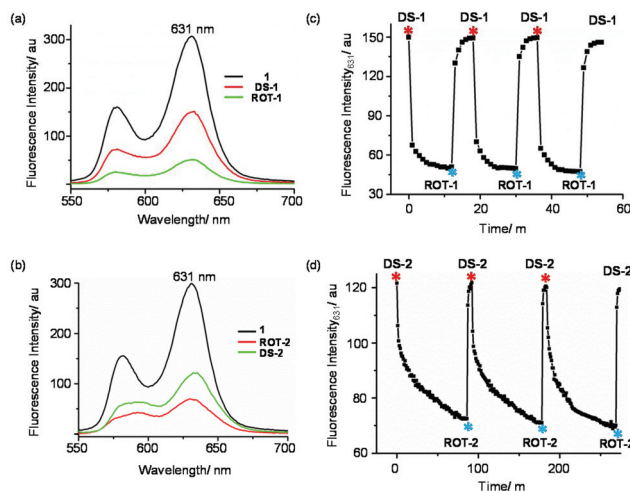 (a)
631 nm
300
200
100
1
DS-1
ROT-1
Fluorescence Intensity/ au
550
600
650
700
Wavelength/ nm
(c)
DS-1
DS-1
DS-1
DS-1
150
120
90
60
30
Fluorescence Intensity631/ au
ROT-1
ROT-1
ROT-1
0
20
40
60
Time/ m
(b)
631 nm
300
200
100
1
ROT-2
DS-2
Fluorescence Intensity/ au
550
600
650
700
Wavelength/ nm
(d)
DS-2
DS-2
DS-2
DS-2
120
100
80
60
Fluorescence Intensity631/ au
ROT-2
ROT-2
ROT-2
0
100
200
Time/ m